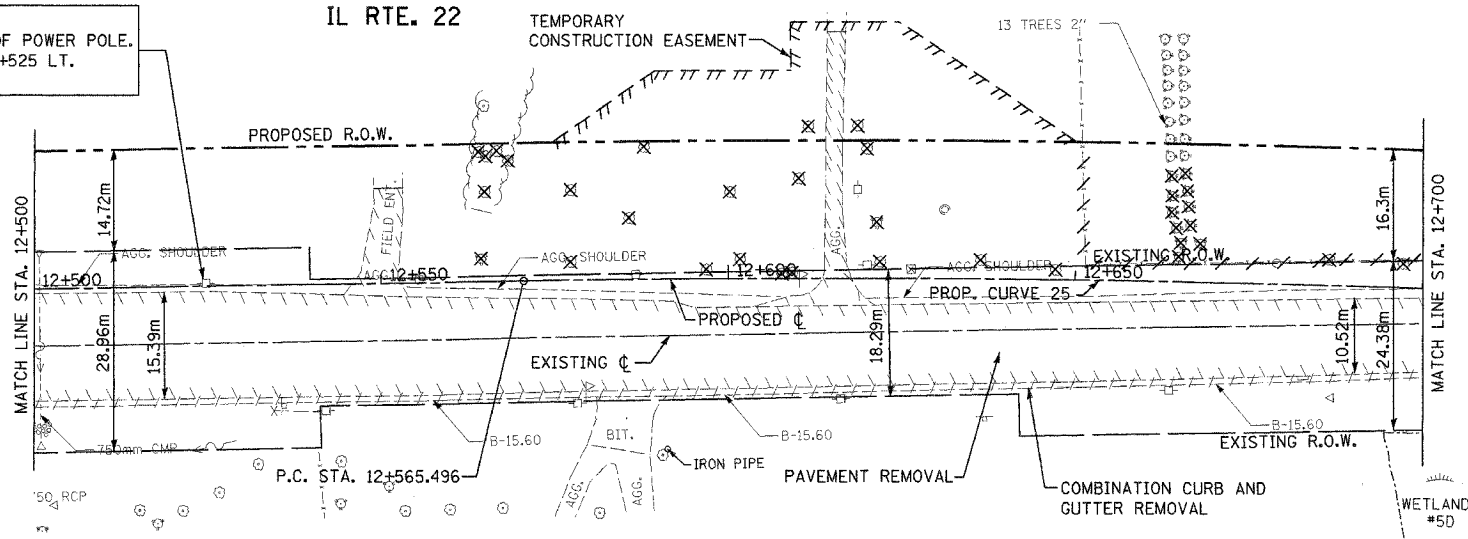 IL RTE. 22
OF POWER POLE.
+525 LT.
TEMPORARY
CONSTRUCTION EASEMENT
13 TREES 2"
PROPOSED R.O.W.
MATCH LINE STA. 12+500
14.72m
28.96m
15.39m
AGG. SHOULDER
12+500
FIELD ENT.
AGG.
12+550
AGG. SHOULDER
12+600
AGG.
AGG. SHOULDER
EXISTING R.O.W.
12+650
PROP. CURVE 25
16.3m
MATCH LINE STA. 12+700
PROPOSED ℄
EXISTING ℄
18.29m
10.52m
24.38m
B-15.60
B-15.60
B-15.60
EXISTING R.O.W.
750mm CMP
BIT.
IRON PIPE
P.C. STA. 12+565.496
PAVEMENT REMOVAL
COMBINATION CURB AND
GUTTER REMOVAL
AGG.
AGG.
50 RCP
WETLAND
#5D